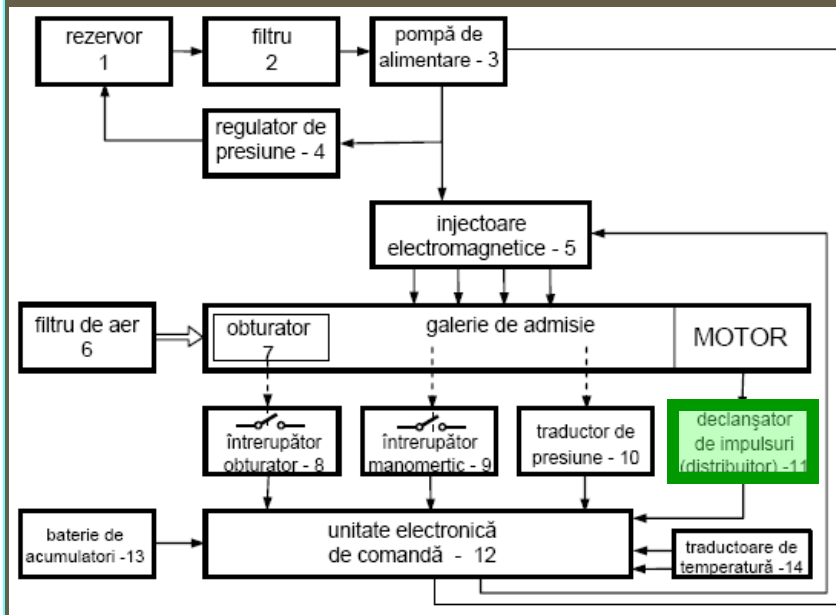 rezervor
1
filtru
2
pompă de
alimentare - 3
regulator de
presiune - 4
injectoare
electromagnetice - 5
filtru de aer
6
obturator
7
galerie de admisie
MOTOR
întrerupător
obturator - 8
întrerupător
manomertic - 9
traductor de
presiune - 10
declanşator
de impulsuri
(distribuitor) -11
baterie de
acumulatori -13
unitate electronică
de comandă - 12
traductoare de
temperatură -14